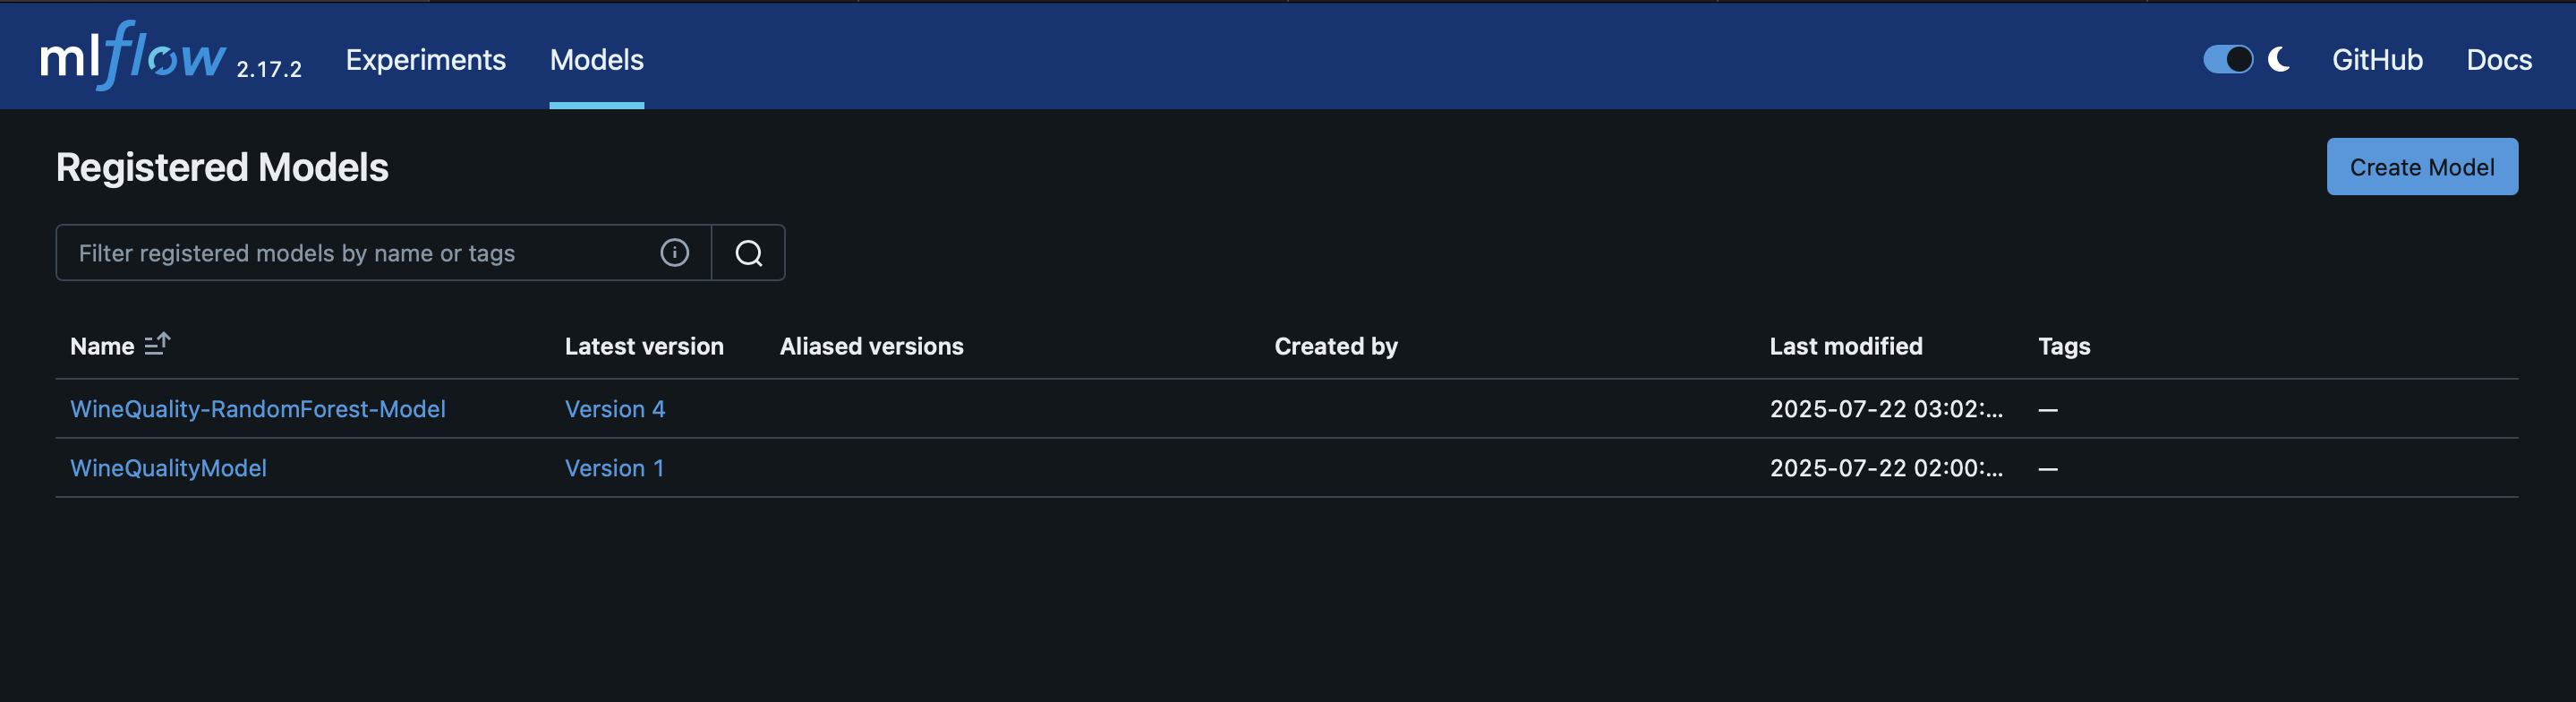 mlflow 2.17.2 Experiments Models GitHub Docs
Registered Models Create Model
Filter registered models by name or tags
Name Latest version Aliased versions Created by Last modified Tags
WineQuality-RandomForest-Model Version 4 2025-07-22 03:02:... —
WineQualityModel Version 1 2025-07-22 02:00:... —